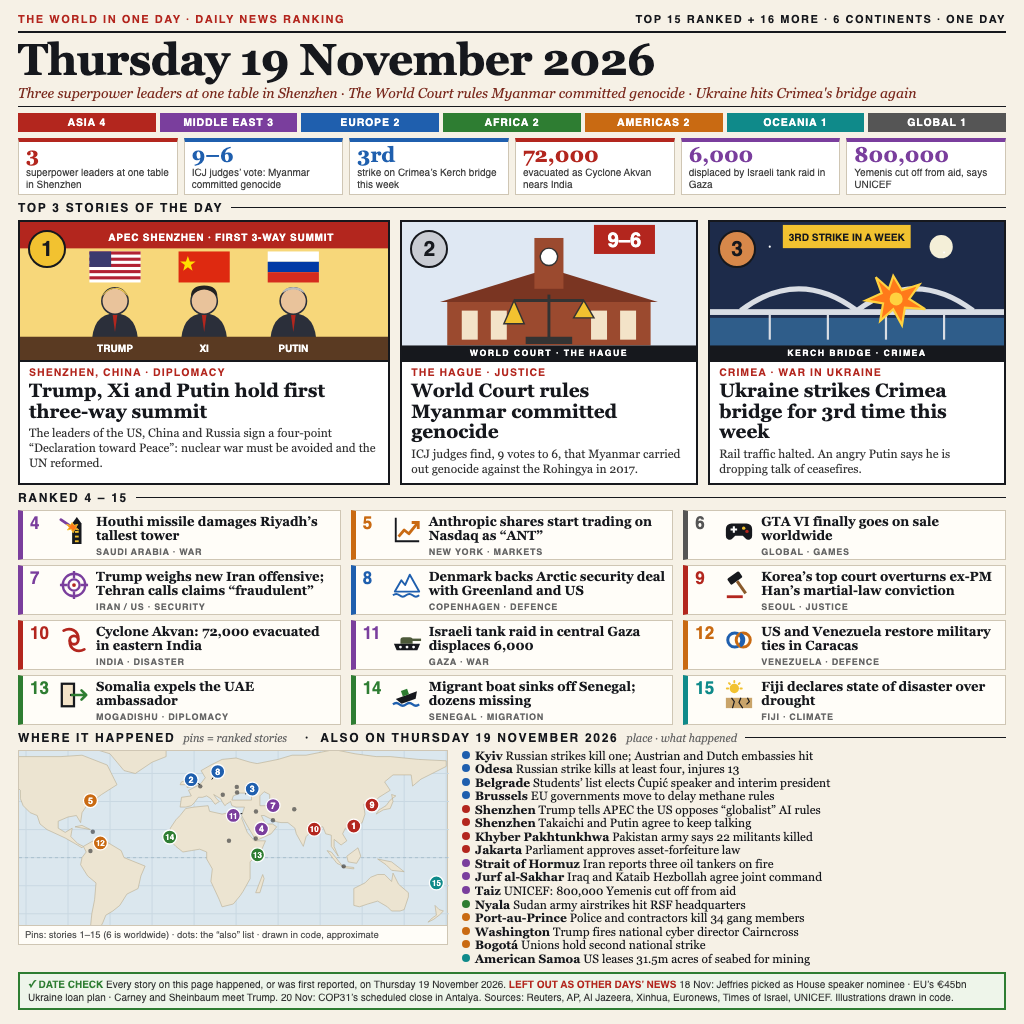 THE WORLD IN ONE DAY · DAILY NEWS RANKING
TOP 15 RANKED + 16 MORE · 6 CONTINENTS · ONE DAY
Thursday 19 November 2026
Three superpower leaders at one table in Shenzhen · The World Court rules Myanmar committed genocide · Ukraine hits Crimea's bridge again
ASIA 4
MIDDLE EAST 3
EUROPE 2
AFRICA 2
AMERICAS 2
OCEANIA 1
GLOBAL 1
3
superpower leaders at one table
in Shenzhen
9–6
ICJ judges' vote: Myanmar
committed genocide
3rd
strike on Crimea's Kerch bridge
this week
72,000
evacuated as Cyclone Akvan
nears India
6,000
displaced by Israeli tank raid in
Gaza
800,000
Yemenis cut off from aid, says
UNICEF
TOP 3 STORIES OF THE DAY
1
APEC SHENZHEN · FIRST 3-WAY SUMMIT
TRUMP
XI
PUTIN
SHENZHEN, CHINA · DIPLOMACY
Trump, Xi and Putin hold first
three-way summit
The leaders of the US, China and Russia sign a four-point
“Declaration toward Peace”: nuclear war must be avoided and the
UN reformed.
2
9–6
WORLD COURT · THE HAGUE
THE HAGUE · JUSTICE
World Court rules
Myanmar committed
genocide
ICJ judges find, 9 votes to 6, that Myanmar carried
out genocide against the Rohingya in 2017.
3
3RD STRIKE IN A WEEK
KERCH BRIDGE · CRIMEA
CRIMEA · WAR IN UKRAINE
Ukraine strikes Crimea
bridge for 3rd time this
week
Rail traffic halted. An angry Putin says he is
dropping talk of ceasefires.
RANKED 4 – 15
4
Houthi missile damages Riyadh’s
tallest tower
SAUDI ARABIA · WAR
5
Anthropic shares start trading on
Nasdaq as “ANT”
NEW YORK · MARKETS
6
GTA VI finally goes on sale
worldwide
GLOBAL · GAMES
7
Trump weighs new Iran offensive;
Tehran calls claims “fraudulent”
IRAN / US · SECURITY
8
Denmark backs Arctic security deal
with Greenland and US
COPENHAGEN · DEFENCE
9
Korea’s top court overturns ex-PM
Han’s martial-law conviction
SEOUL · JUSTICE
10
Cyclone Akvan: 72,000 evacuated
in eastern India
INDIA · DISASTER
11
Israeli tank raid in central Gaza
displaces 6,000
GAZA · WAR
12
US and Venezuela restore military
ties in Caracas
VENEZUELA · DEFENCE
13
Somalia expels the UAE
ambassador
MOGADISHU · DIPLOMACY
14
Migrant boat sinks off Senegal;
dozens missing
SENEGAL · MIGRATION
15
Fiji declares state of disaster over
drought
FIJI · CLIMATE
WHERE IT HAPPENED pins = ranked stories · ALSO ON THURSDAY 19 NOVEMBER 2026 place · what happened
8
2
3
5
7
9
11
4
1
10
14
12
13
15
Pins: stories 1–15 (6 is worldwide) · dots: the “also” list · drawn in code, approximate
Kyiv Russian strikes kill one; Austrian and Dutch embassies hit
Odesa Russian strike kills at least four, injures 13
Belgrade Students’ list elects Ćupić speaker and interim president
Brussels EU governments move to delay methane rules
Shenzhen Trump tells APEC the US opposes “globalist” AI rules
Shenzhen Takaichi and Putin agree to keep talking
Khyber Pakhtunkhwa Pakistan army says 22 militants killed
Jakarta Parliament approves asset-forfeiture law
Strait of Hormuz Iran reports three oil tankers on fire
Jurf al-Sakhar Iraq and Kataib Hezbollah agree joint command
Taiz UNICEF: 800,000 Yemenis cut off from aid
Nyala Sudan army airstrikes hit RSF headquarters
Port-au-Prince Police and contractors kill 34 gang members
Washington Trump fires national cyber director Cairncross
Bogotá Unions hold second national strike
American Samoa US leases 31.5m acres of seabed for mining
✓ DATE CHECK Every story on this page happened, or was first reported, on Thursday 19 November 2026. LEFT OUT AS OTHER DAYS’ NEWS 18 Nov: Jeffries picked as House speaker nominee · EU’s €45bn
Ukraine loan plan · Carney and Sheinbaum meet Trump. 20 Nov: COP31’s scheduled close in Antalya. Sources: Reuters, AP, Al Jazeera, Xinhua, Euronews, Times of Israel, UNICEF. Illustrations drawn in code.